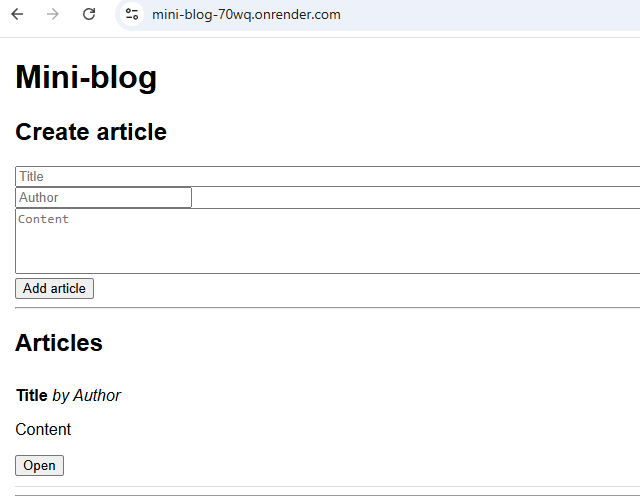 mini-blog-70wq.onrender.com
Mini-blog
Create article
Title
Author
Content
Add article
Articles
Title by Author
Content
Open